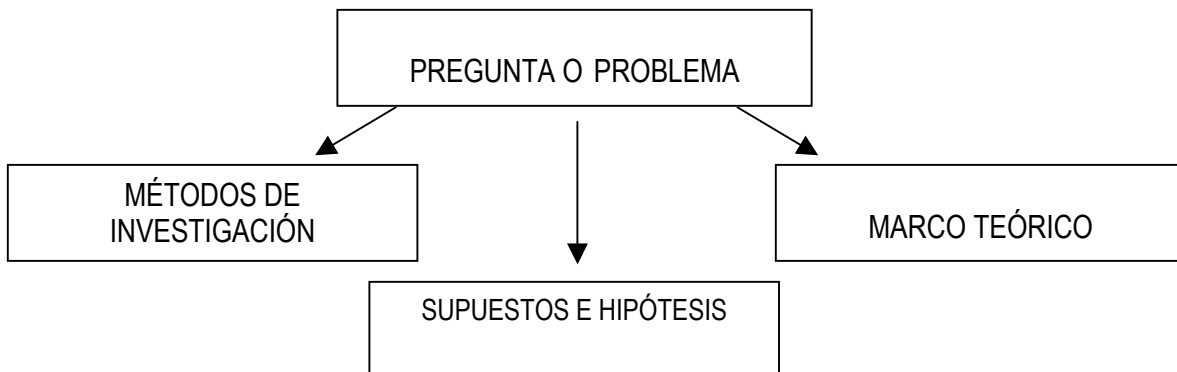 PREGUNTA O PROBLEMA
MÉTODOS DE
INVESTIGACIÓN
MARCO TEÓRICO
SUPUESTOS E HIPÓTESIS